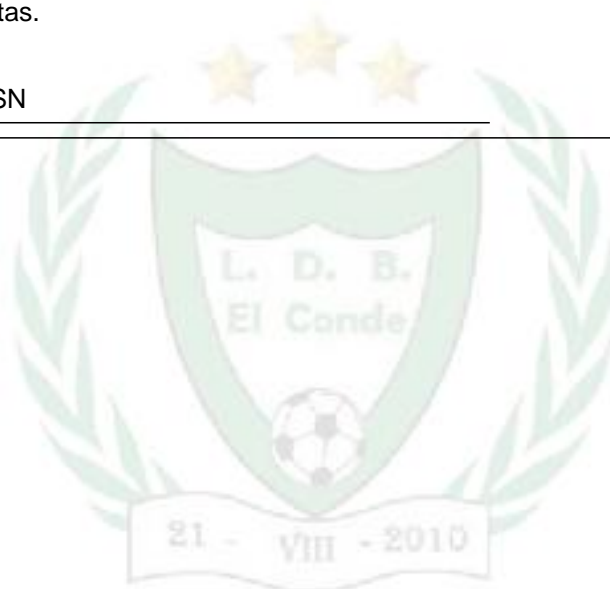 tas.
SN
L. D. B.
El Conde
21 - VIII - 2010